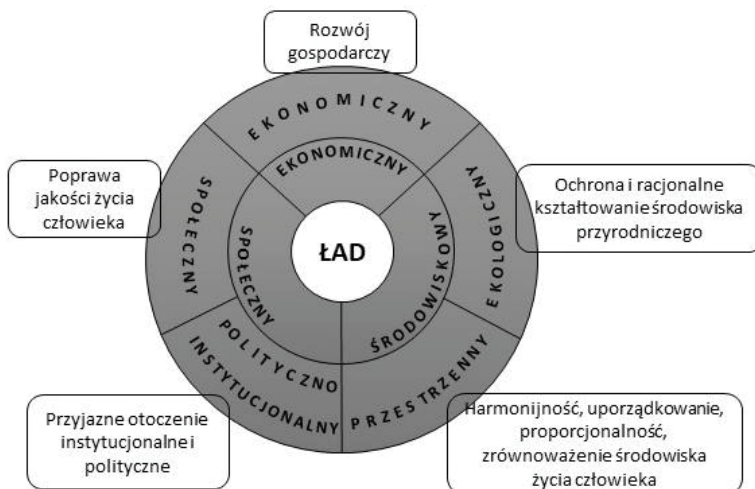 Rozwój
gospodarczy
EKONOMICZNY
EKONOMICZNY
Poprawa
jakości życia
człowieka
SPOŁECZNY
SPOŁECZNY
ŁAD
ŚRODOWISKOWY
EKOLOGICZNY
Ochrona i racjonalne
kształtowanie środowiska
przyrodniczego
POLITYCZNO
INSTYTUCJONALNY
PRZESTRZENNY
Przyjazne otoczenie
instytucjonalne i
polityczne
Harmonijność, uporządkowanie,
proporcjonalność,
zrównoważenie środowiska
życia człowieka